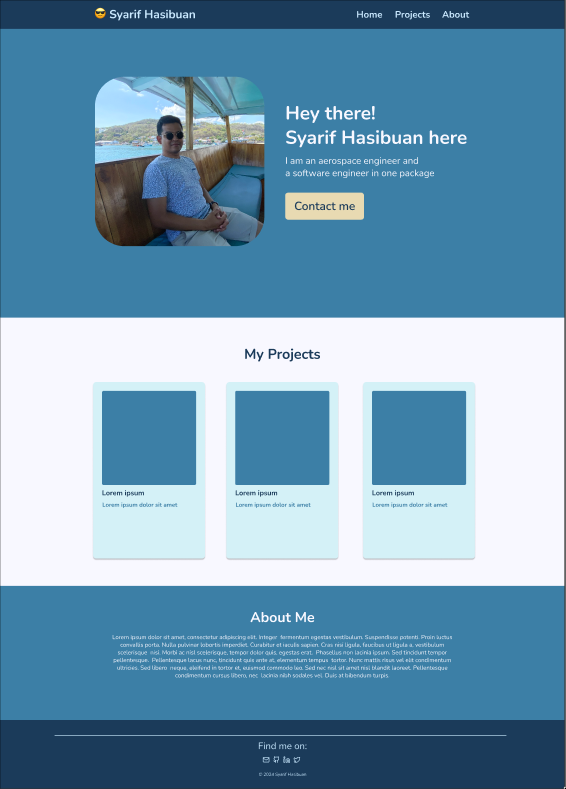 😎 Syarif Hasibuan
Home Projects About
Hey there!
Syarif Hasibuan here
I am an aerospace engineer and
a software engineer in one package
Contact me
My Projects
Lorem ipsum
Lorem ipsum dolor sit amet
Lorem ipsum
Lorem ipsum dolor sit amet
Lorem ipsum
Lorem ipsum dolor sit amet
About Me
Lorem ipsum dolor sit amet, consectetur adipiscing elit. Integer fermentum egestas vestibulum. Suspendisse potenti. Proin luctus
convallis porta. Nulla pulvinar lobortis imperdiet. Curabitur et iaculis sapien. Cras nisi ligula, faucibus ut ligula a, vestibulum
scelerisque nisi. Morbi ac nisl scelerisque, tempor dolor quis, egestas erat. Phasellus non lacinia ipsum. Sed tincidunt tempor
pellentesque. Pellentesque lacus nunc, tincidunt quis ante at, elementum tempus tortor. Nunc mattis risus vel elit condimentum
ultricies. Sed libero neque, eleifend in tortor et, euismod commodo leo. Sed nec nisl sit amet nisi blandit laoreet. Pellentesque
condimentum cursus libero, nec lacinia nibh sodales vel. Duis at bibendum turpis.
Find me on:
© 2024 Syarif Hasibuan